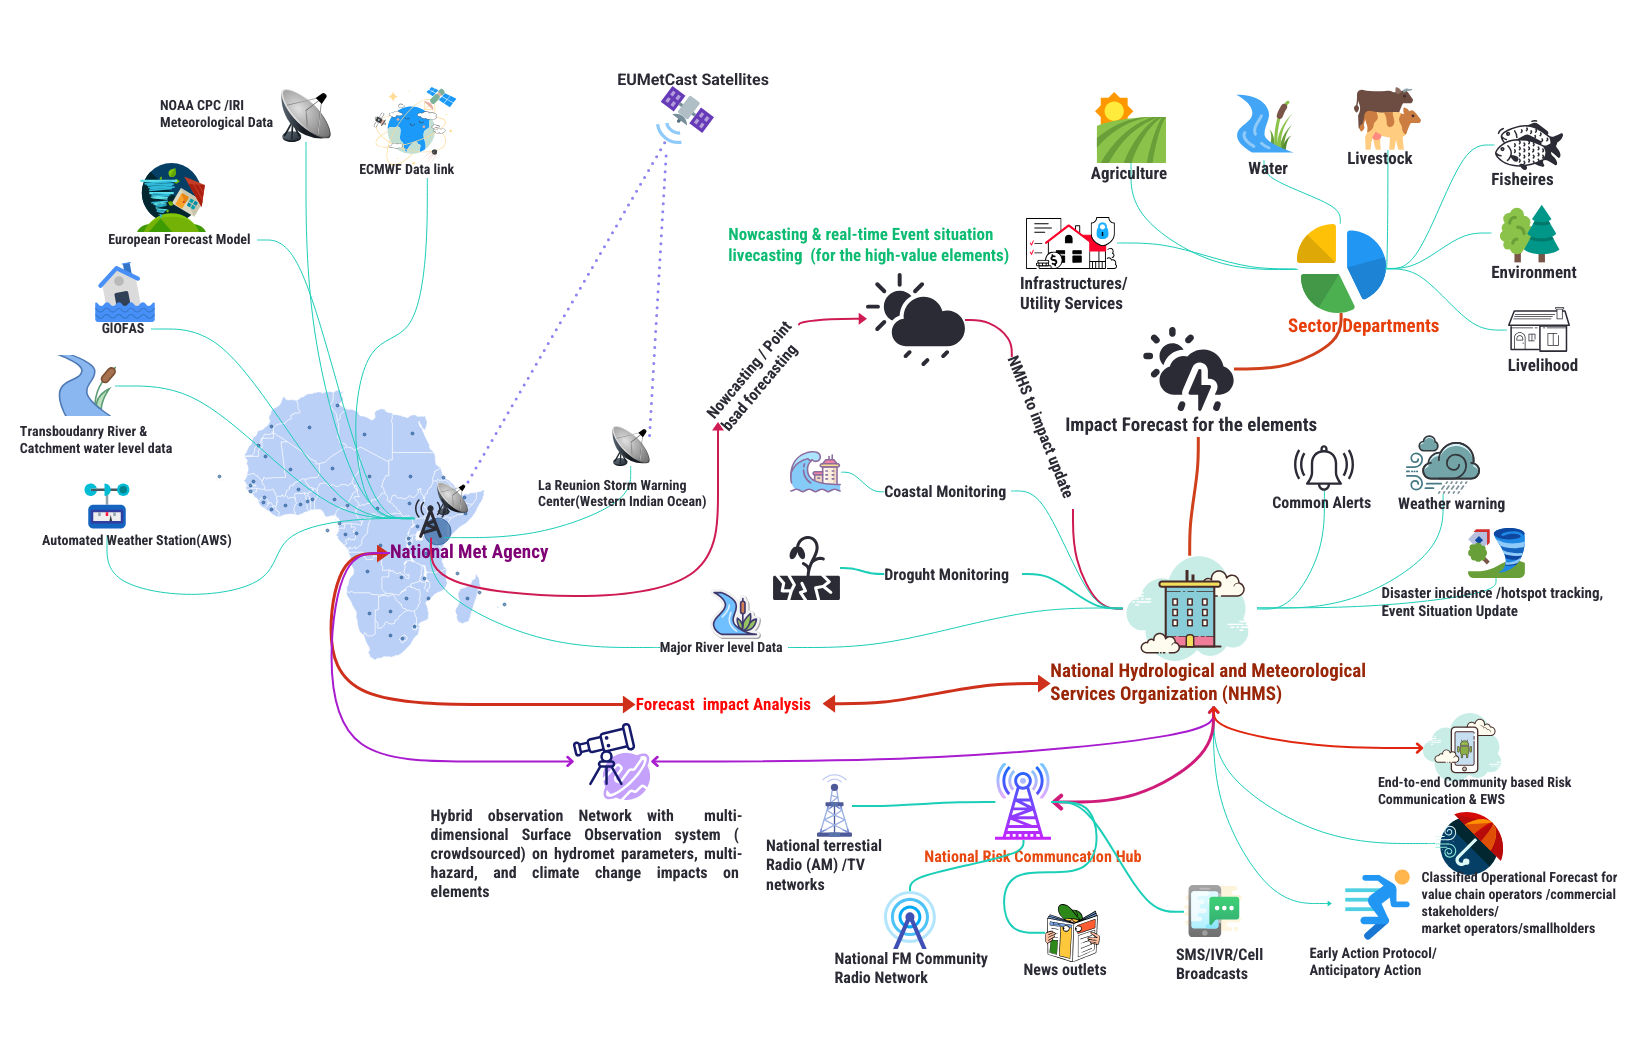 EUMetCast Satellites
NOAA CPC /IRI
Meteorological Data
ECMWF Data link
European Forecast Model
GIOFAS
Transboudanry River &
Catchment water level data
Automated Weather Station(AWS)
La Reunion Storm Warning
Center(Western Indian Ocean)
National Met Agency
Nowcasting & real-time Event situation
livecasting (for the high-value elements)
Nowcasting / Point
bsad forecasting
NMHS to impact update
Agriculture
Water
Livestock
Fisheires
Infrastructures/
Utility Services
Environment
Sector Departments
Livelihood
Impact Forecast for the elements
Coastal Monitoring
Common Alerts
Weather warning
Droguht Monitoring
Disaster incidence /hotspot tracking,
Event Situation Update
Major River level Data
National Hydrological and Meteorological
Services Organization (NHMS)
Forecast impact Analysis
Hybrid observation Network with multi-
dimensional Surface Observation system (
crowdsourced) on hydromet parameters, multi-
hazard, and climate change impacts on
elements
National terrestial
Radio (AM) /TV
networks
National Risk Communcation Hub
National FM Community
Radio Network
News outlets
SMS/IVR/Cell
Broadcasts
End-to-end Community based Risk
Communication & EWS
Classified Operational Forecast for
value chain operators /commercial
stakeholders/
market operators/smallholders
Early Action Protocol/
Anticipatory Action